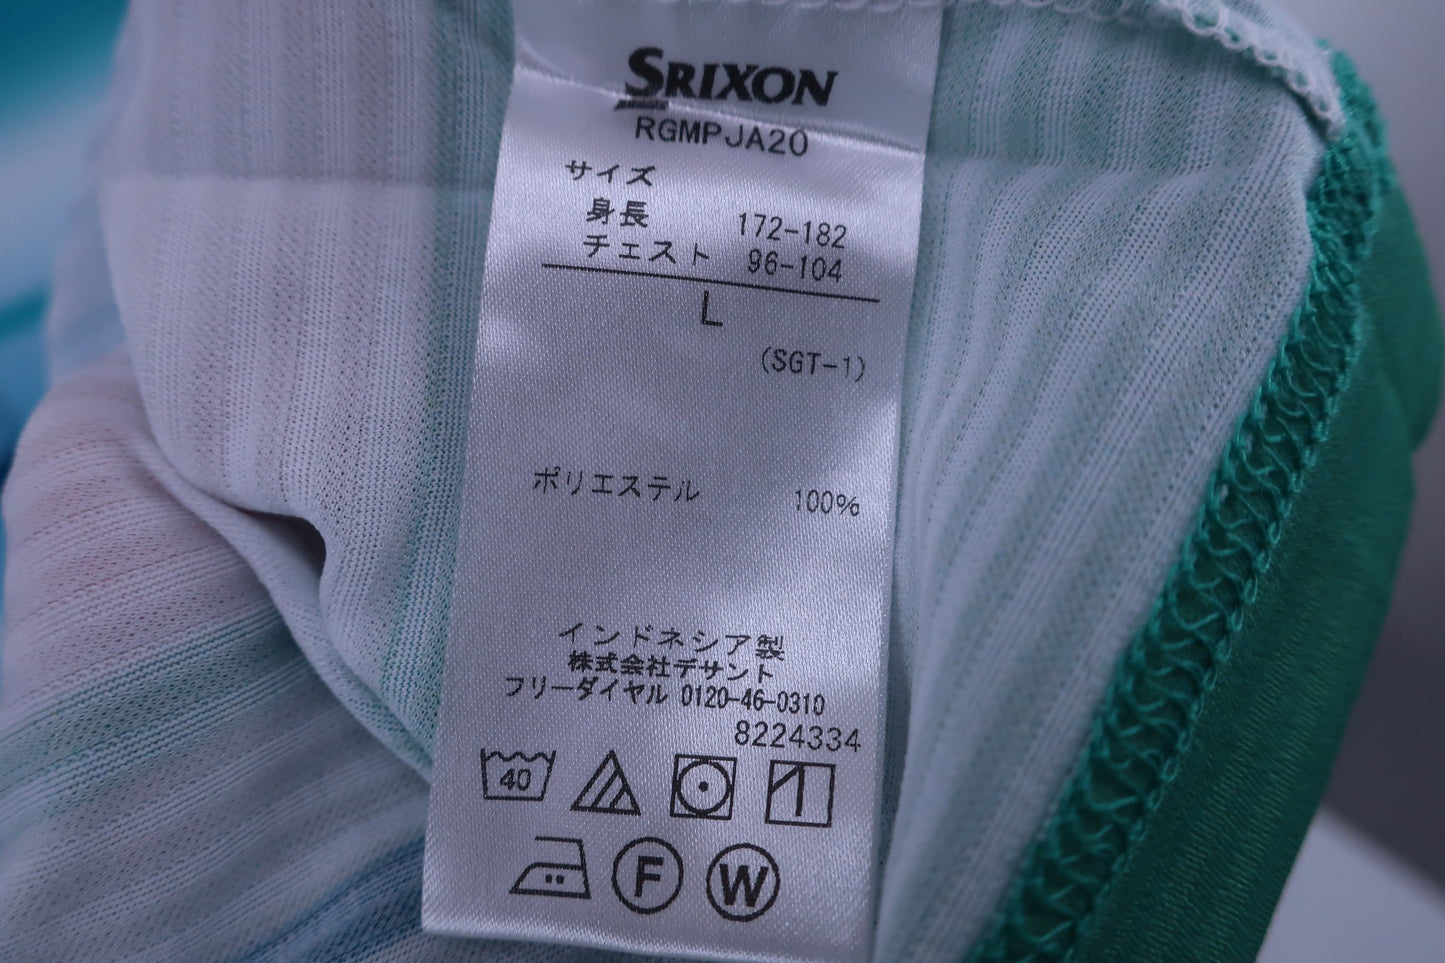 SRIXON
RGMPJA20
サイズ
身長 172-182
チェスト 96-104
L
(SGT-1)
ポリエステル 100%
インドネシア製
株式会社デサント
フリーダイヤル 0120-46-0310
8224334
40
F W